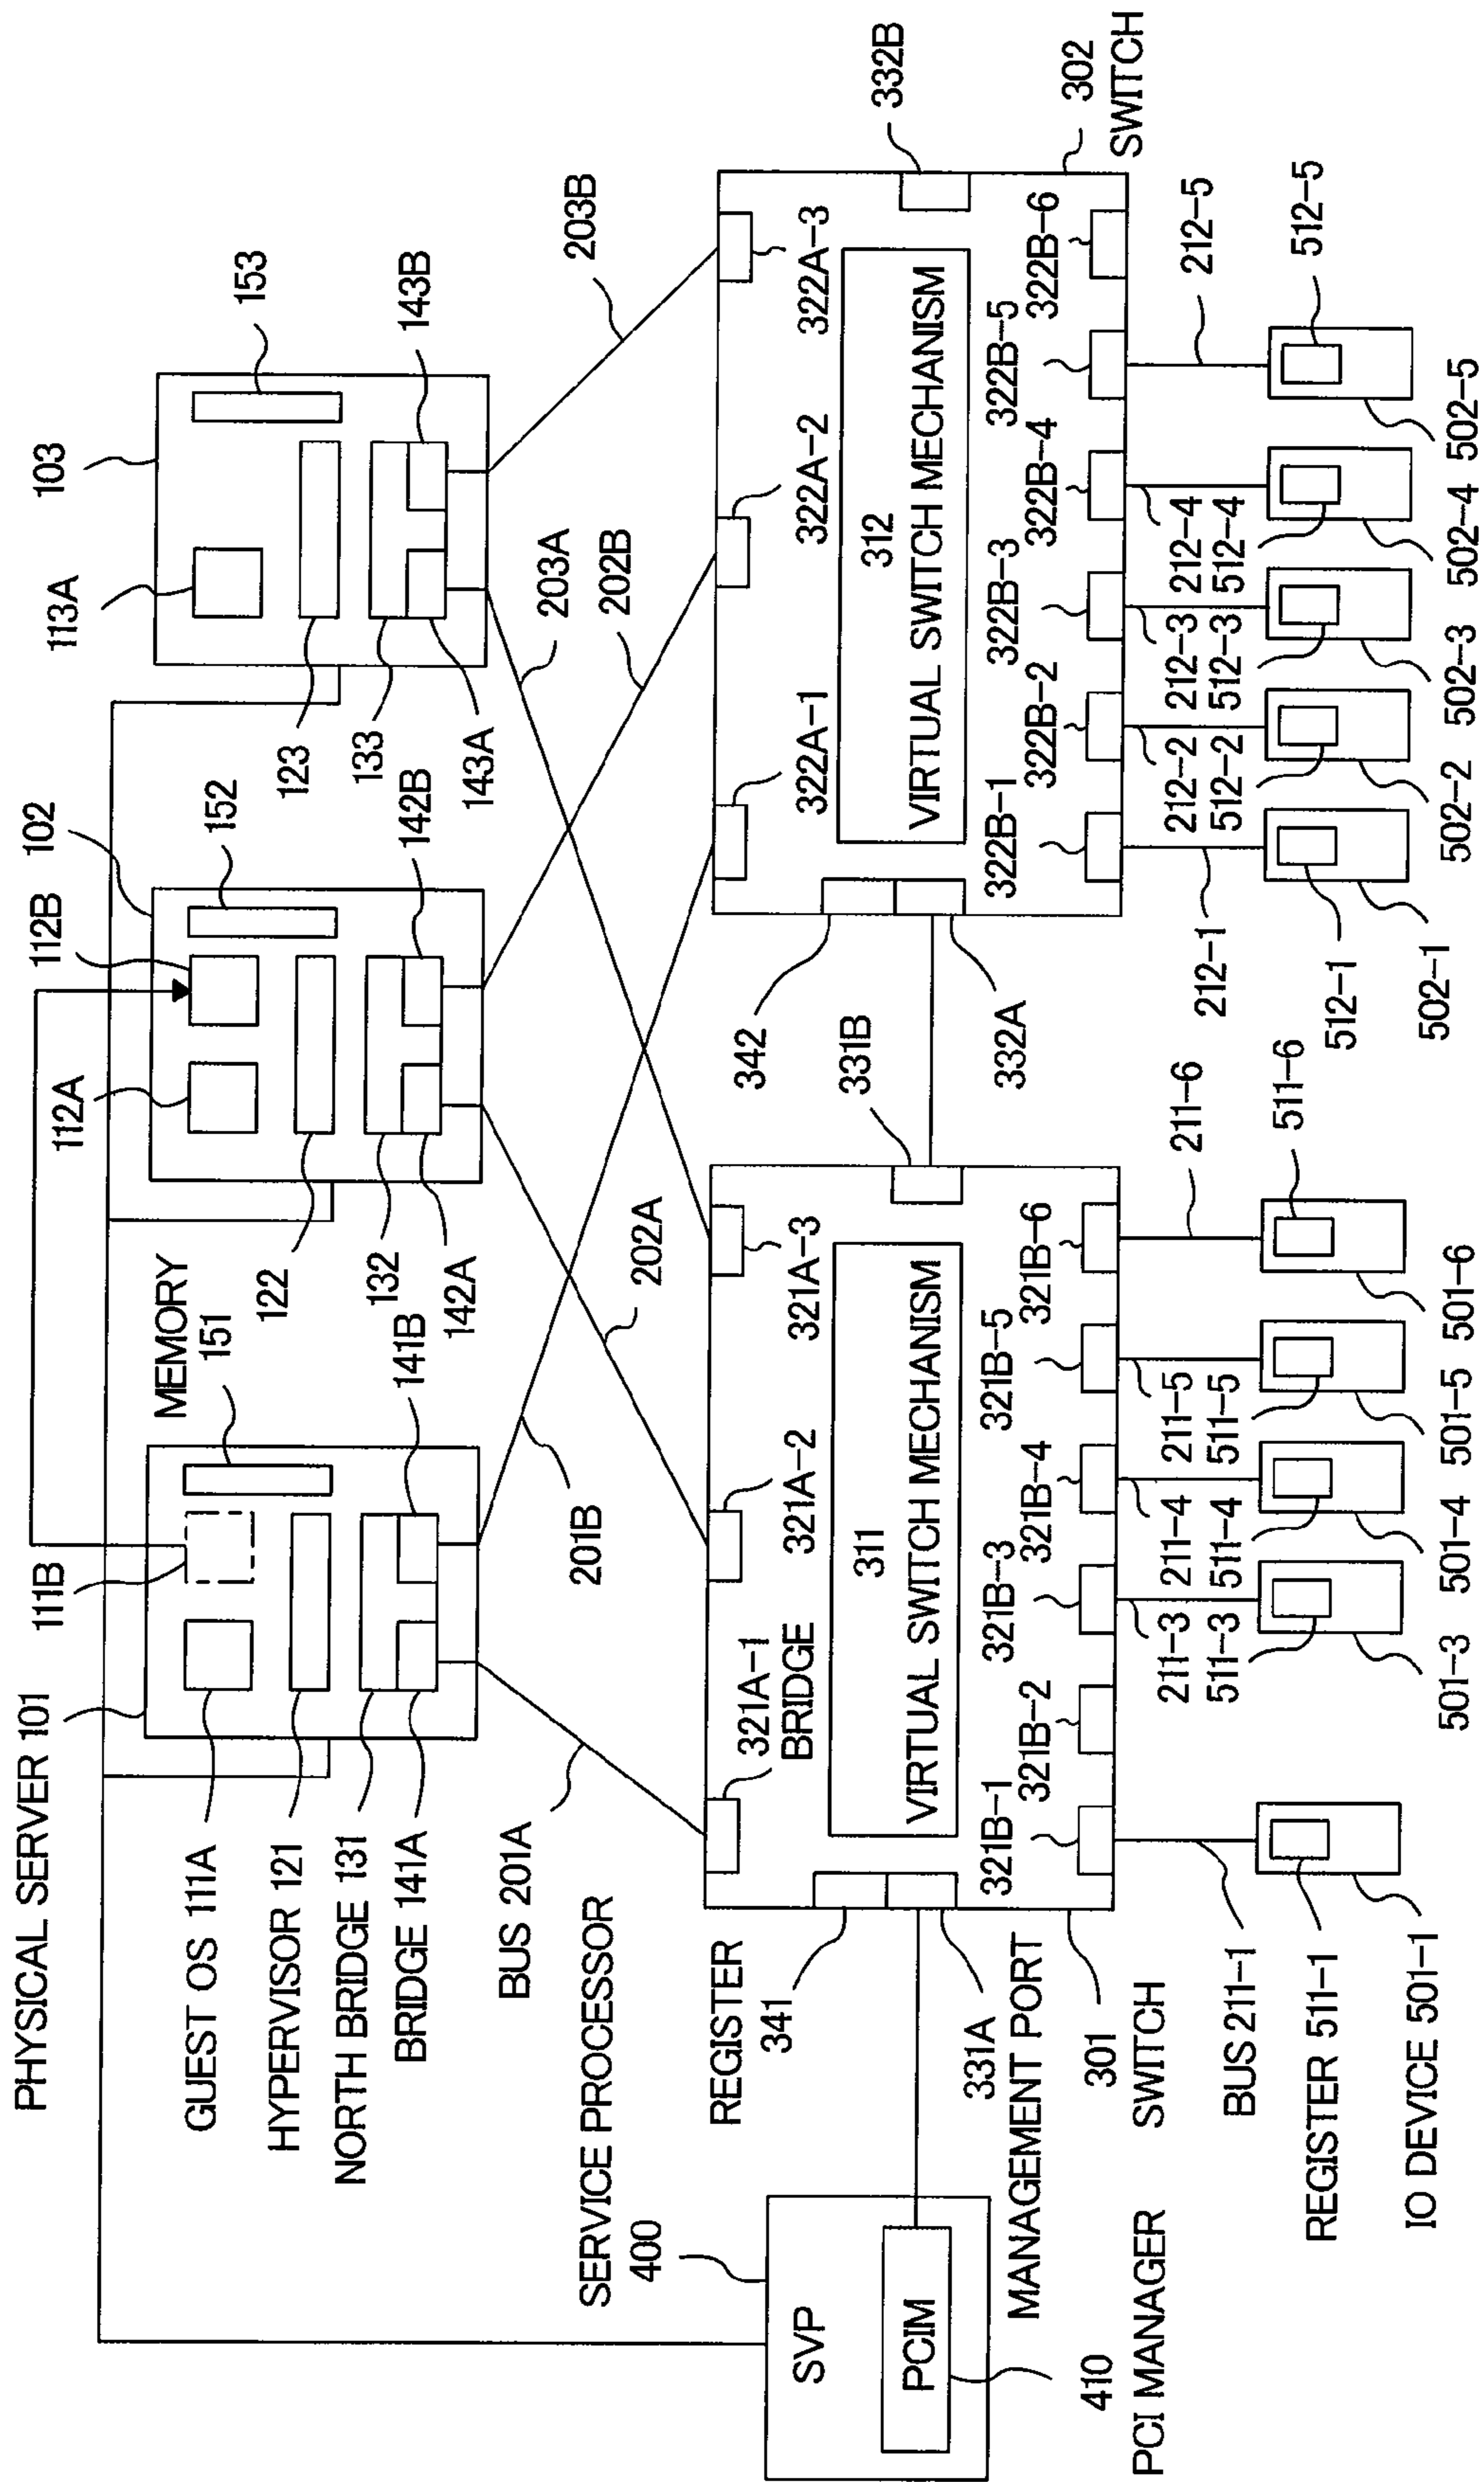 PHYSICAL SERVER 101
GUEST OS 111A
HYPERVISOR 121
NORTH BRIDGE 131
BRIDGE 141A
111B
MEMORY
151
141B
102
112A
112B
152
122
132
142A
142B
103
113A
153
123
133
143A
143B
BUS 201A
201B
202A
202B
203A
203B
SERVICE PROCESSOR
400
SVP
PCIM
410
PCI MANAGER
REGISTER
341
331A
MANAGEMENT PORT
301
SWITCH
321A-1
BRIDGE
321A-2
321A-3
311
VIRTUAL SWITCH MECHANISM
321B-1
321B-2
321B-3
321B-4
321B-5
321B-6
331B
342
332A
322A-1
322A-2
322A-3
312
VIRTUAL SWITCH MECHANISM
322B-1
322B-2
322B-3
322B-4
322B-5
322B-6
332B
302
SWITCH
BUS 211-1
REGISTER 511-1
IO DEVICE 501-1
211-3
511-3
501-3
211-4
511-4
501-4
211-5
511-5
501-5
211-6
511-6
501-6
212-1
512-1
502-1
212-2
512-2
502-2
212-3
512-3
502-3
212-4
512-4
502-4
212-5
512-5
502-5